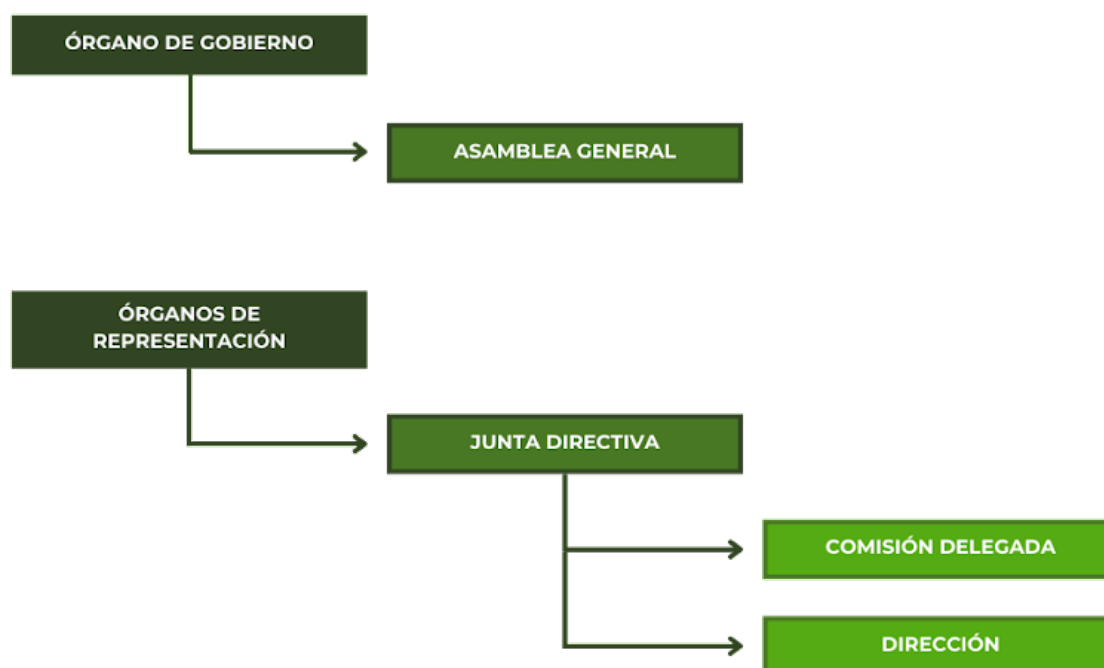 ÓRGANO DE GOBIERNO
ASAMBLEA GENERAL
ÓRGANOS DE
REPRESENTACIÓN
JUNTA DIRECTIVA
COMISIÓN DELEGADA
DIRECCIÓN